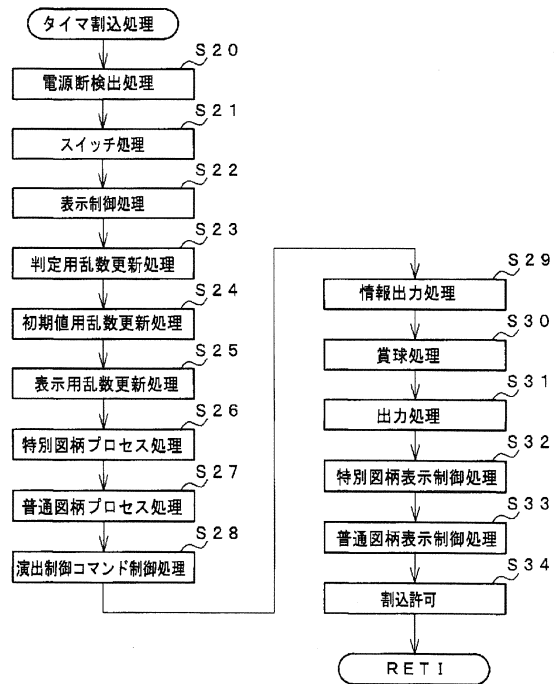 タイマ割込処理
S20
電源断検出処理
S21
スイッチ処理
S22
表示制御処理
S23
判定用乱数更新処理
S24
初期値用乱数更新処理
S25
表示用乱数更新処理
S26
特別図柄プロセス処理
S27
普通図柄プロセス処理
S28
演出制御コマンド制御処理
S29
情報出力処理
S30
賞球処理
S31
出力処理
S32
特別図柄表示制御処理
S33
普通図柄表示制御処理
S34
割込許可
RETI